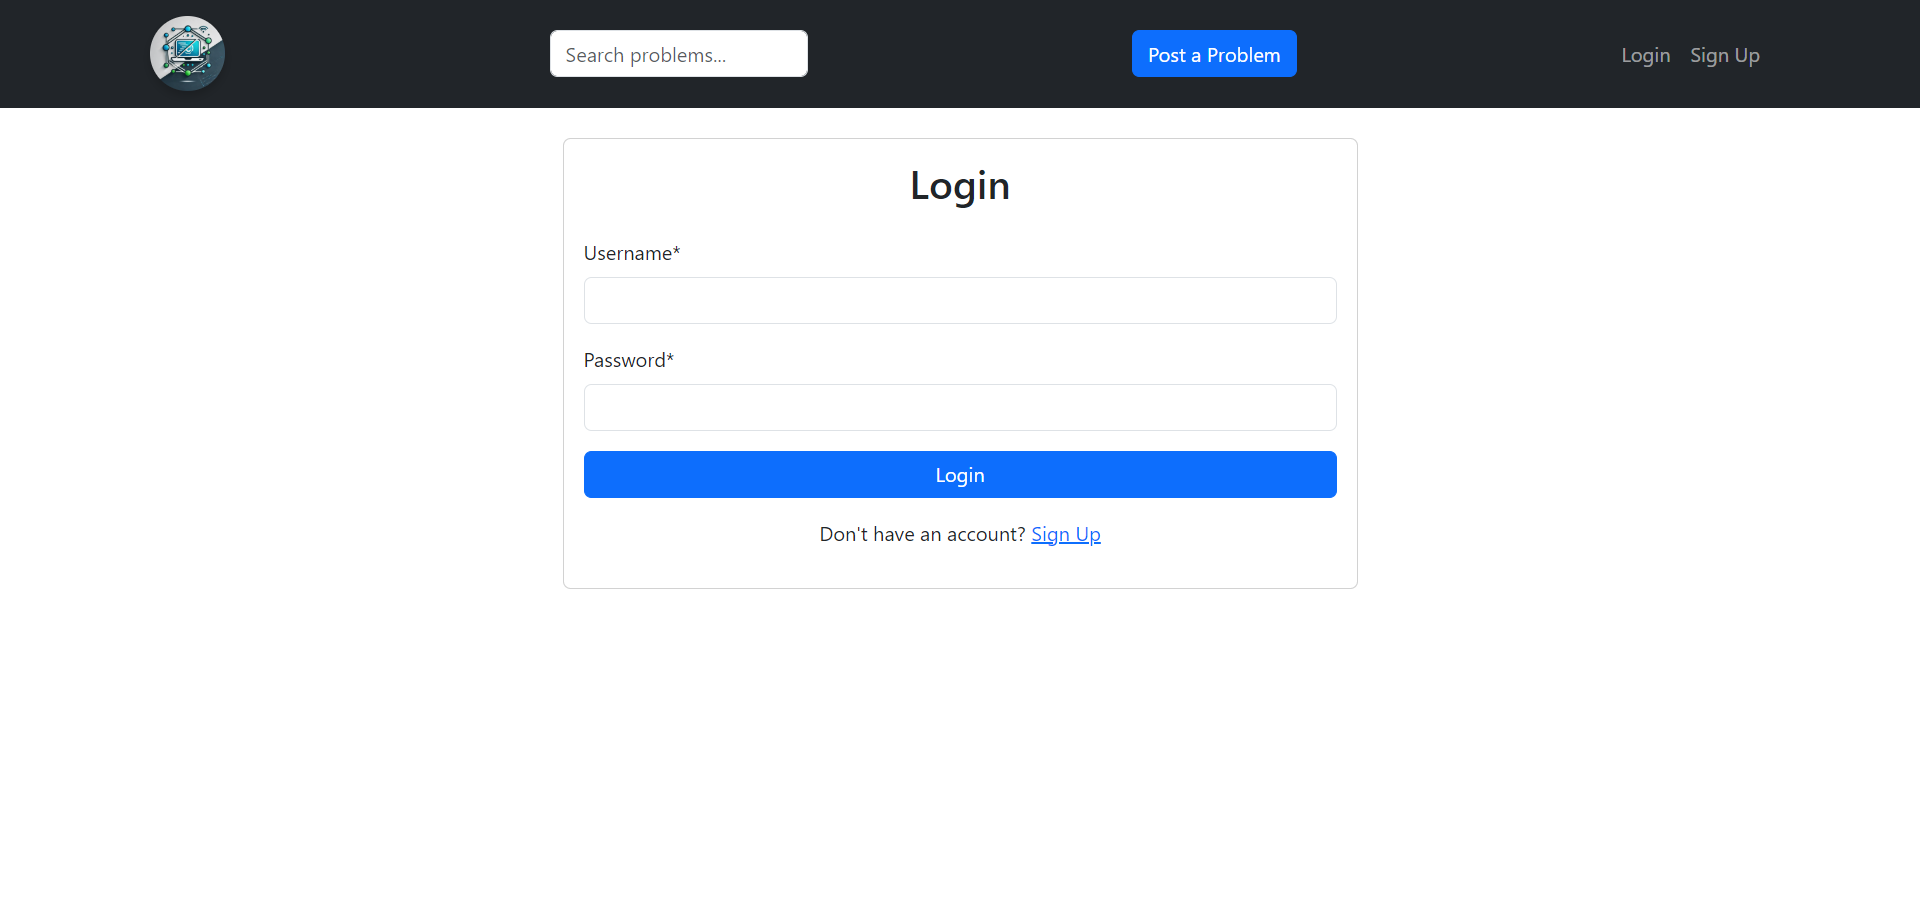 Search problems...
Post a Problem
Login
Sign Up
Login
Username*
Password*
Login
Don't have an account? Sign Up